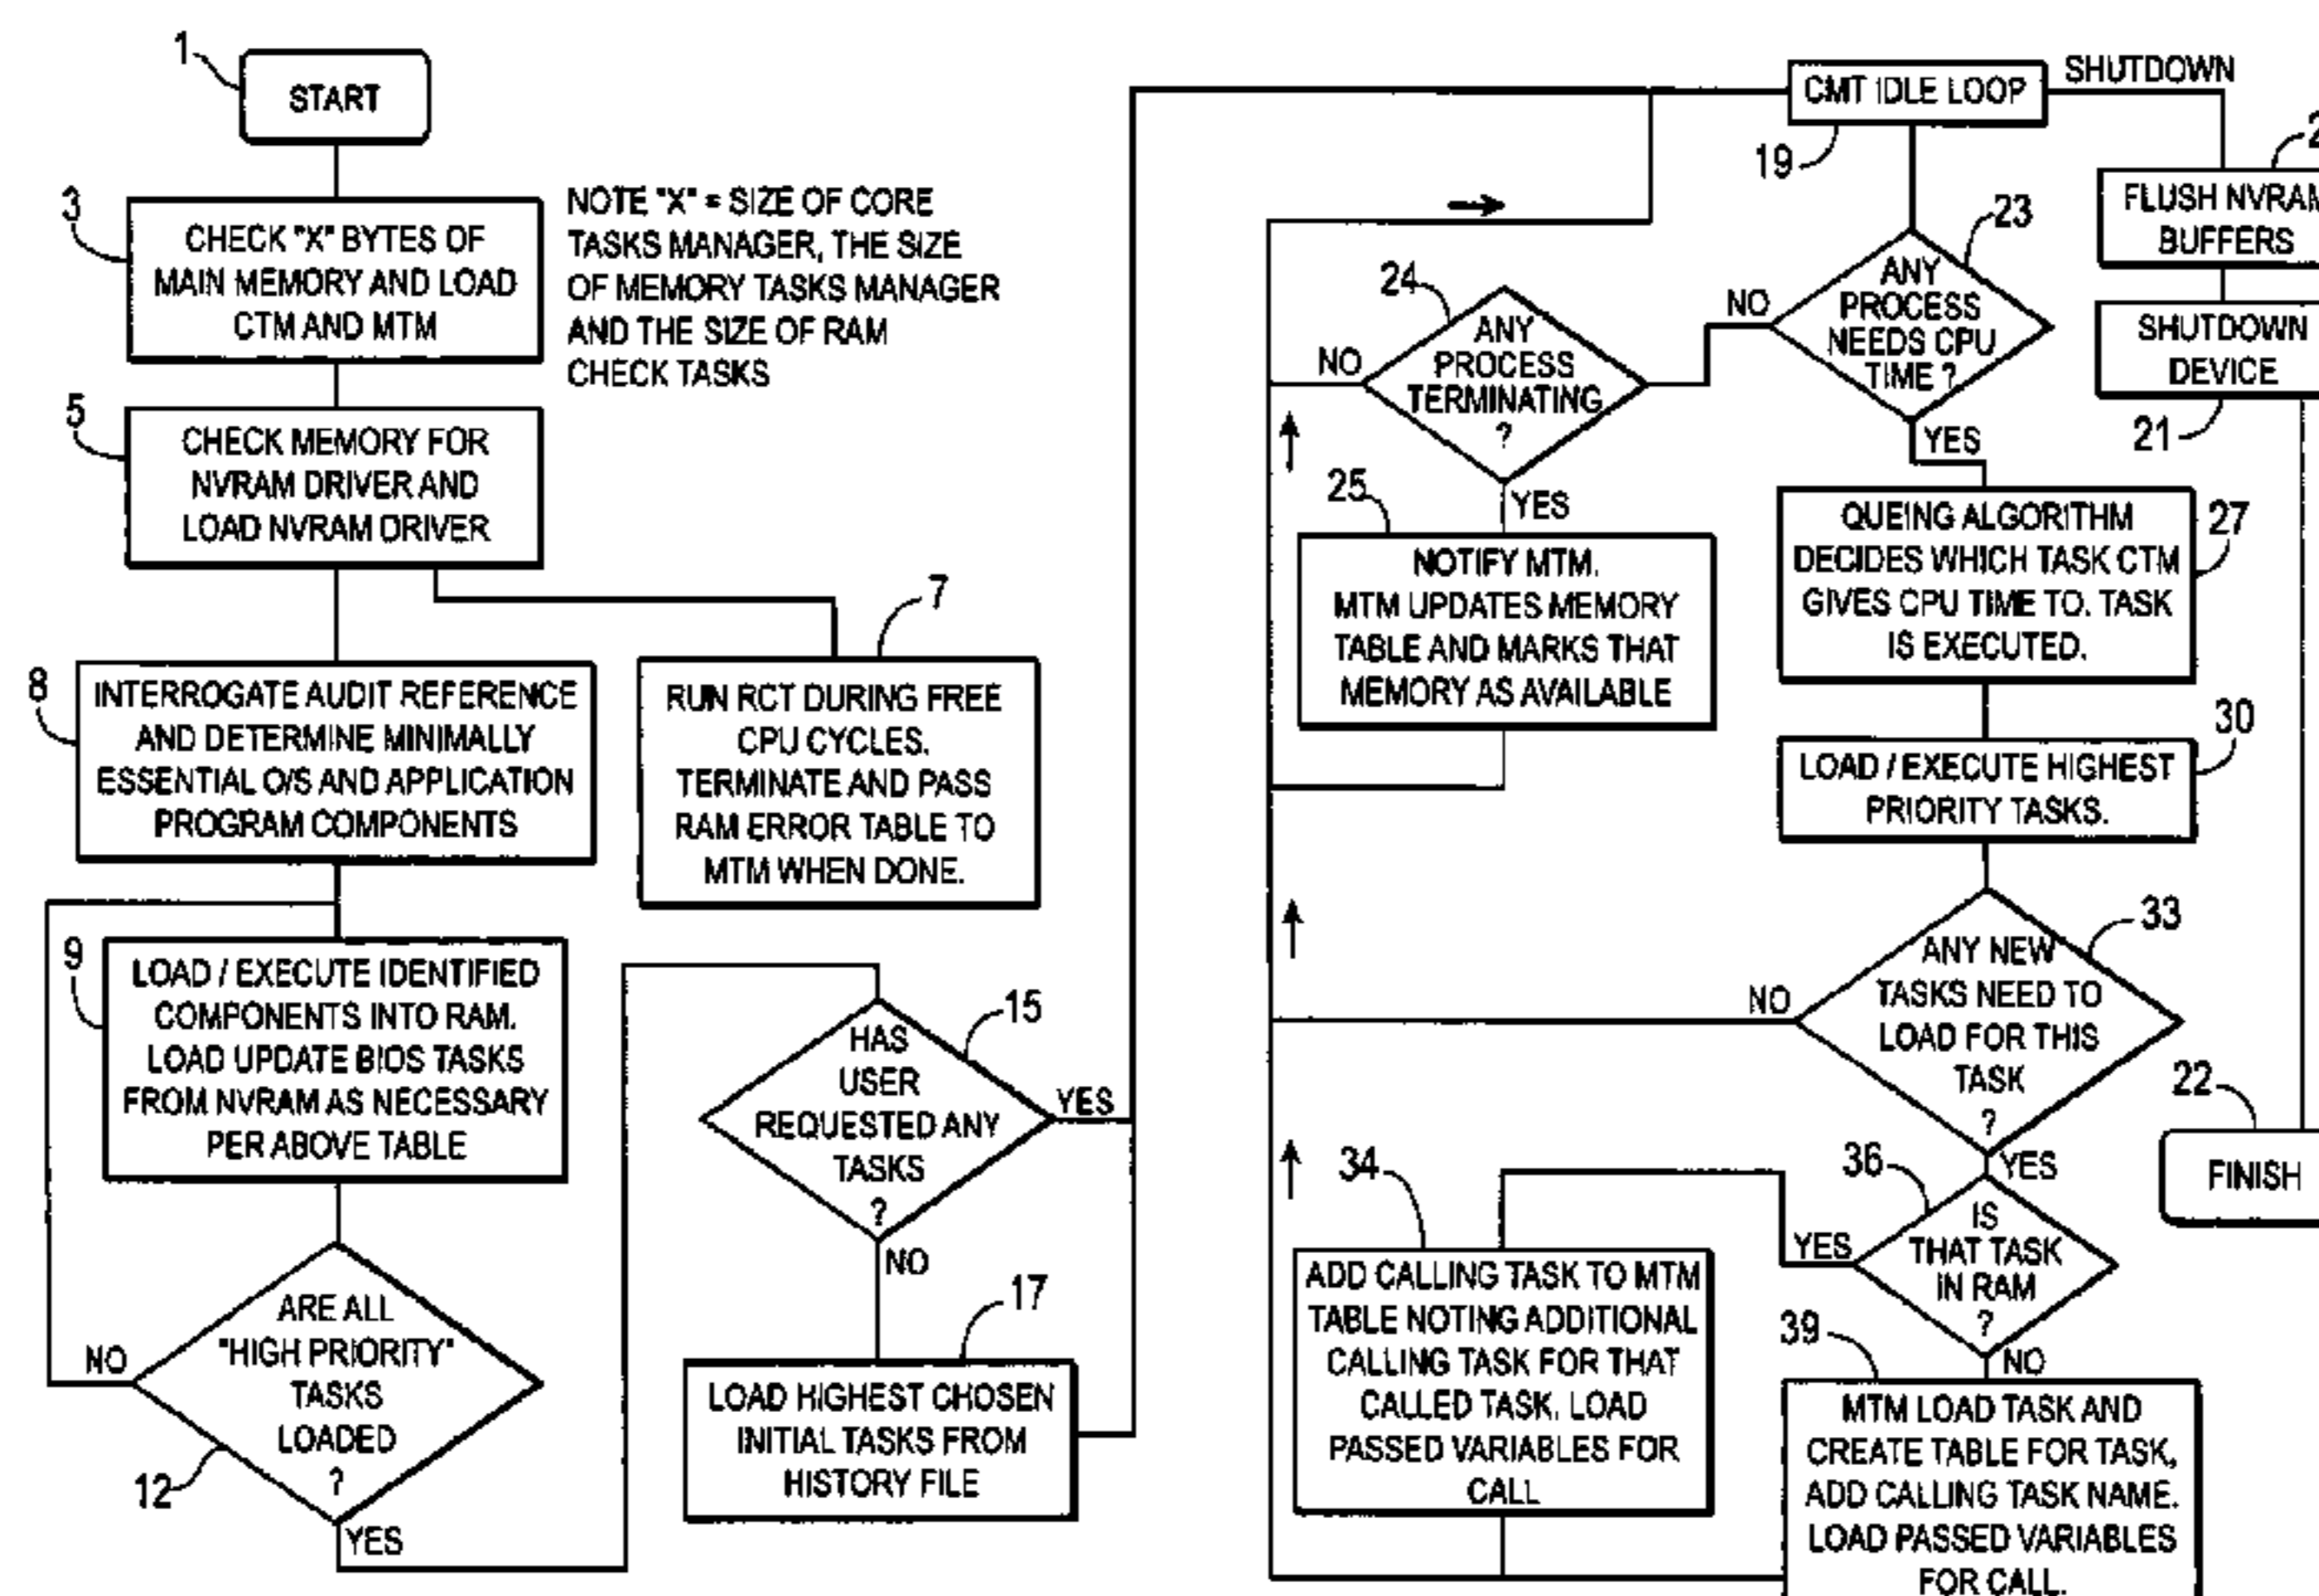 1
START
3
CHECK "X" BYTES OF
MAIN MEMORY AND LOAD
CTM AND MTM
NOTE "X" = SIZE OF CORE
TASKS MANAGER, THE SIZE
OF MEMORY TASKS MANAGER
AND THE SIZE OF RAM
CHECK TASKS
5
CHECK MEMORY FOR
NVRAM DRIVER AND
LOAD NVRAM DRIVER
7
RUN RCT DURING FREE
CPU CYCLES.
TERMINATE AND PASS
RAM ERROR TABLE TO
MTM WHEN DONE.
8
INTERROGATE AUDIT REFERENCE
AND DETERMINE MINIMALLY
ESSENTIAL O/S AND APPLICATION
PROGRAM COMPONENTS
9
LOAD / EXECUTE IDENTIFIED
COMPONENTS INTO RAM.
LOAD UPDATE BIOS TASKS
FROM NVRAM AS NECESSARY
PER ABOVE TABLE
ARE ALL
"HIGH PRIORITY"
TASKS
LOADED
?
NO
12
YES
15
HAS
USER
REQUESTED ANY
TASKS
?
YES
NO
17
LOAD HIGHEST CHOSEN
INITIAL TASKS FROM
HISTORY FILE
CMT IDLE LOOP
SHUTDOWN
19
FLUSH NVRAM
BUFFERS
SHUTDOWN
DEVICE
21
23
ANY
PROCESS
NEEDS CPU
TIME ?
NO
YES
24
ANY
PROCESS
TERMINATING
?
NO
YES
25
NOTIFY MTM.
MTM UPDATES MEMORY
TABLE AND MARKS THAT
MEMORY AS AVAILABLE
QUEING ALGORITHM
DECIDES WHICH TASK CTM
GIVES CPU TIME TO. TASK
IS EXECUTED.
27
30
LOAD / EXECUTE HIGHEST
PRIORITY TASKS.
33
ANY NEW
TASKS NEED TO
LOAD FOR THIS
TASK
?
NO
YES
22
FINISH
36
IS
THAT TASK
IN RAM
?
YES
NO
34
ADD CALLING TASK TO MTM
TABLE NOTING ADDITIONAL
CALLING TASK FOR THAT
CALLED TASK. LOAD
PASSED VARIABLES FOR
CALL
39
MTM LOAD TASK AND
CREATE TABLE FOR TASK,
ADD CALLING TASK NAME.
LOAD PASSED VARIABLES
FOR CALL.